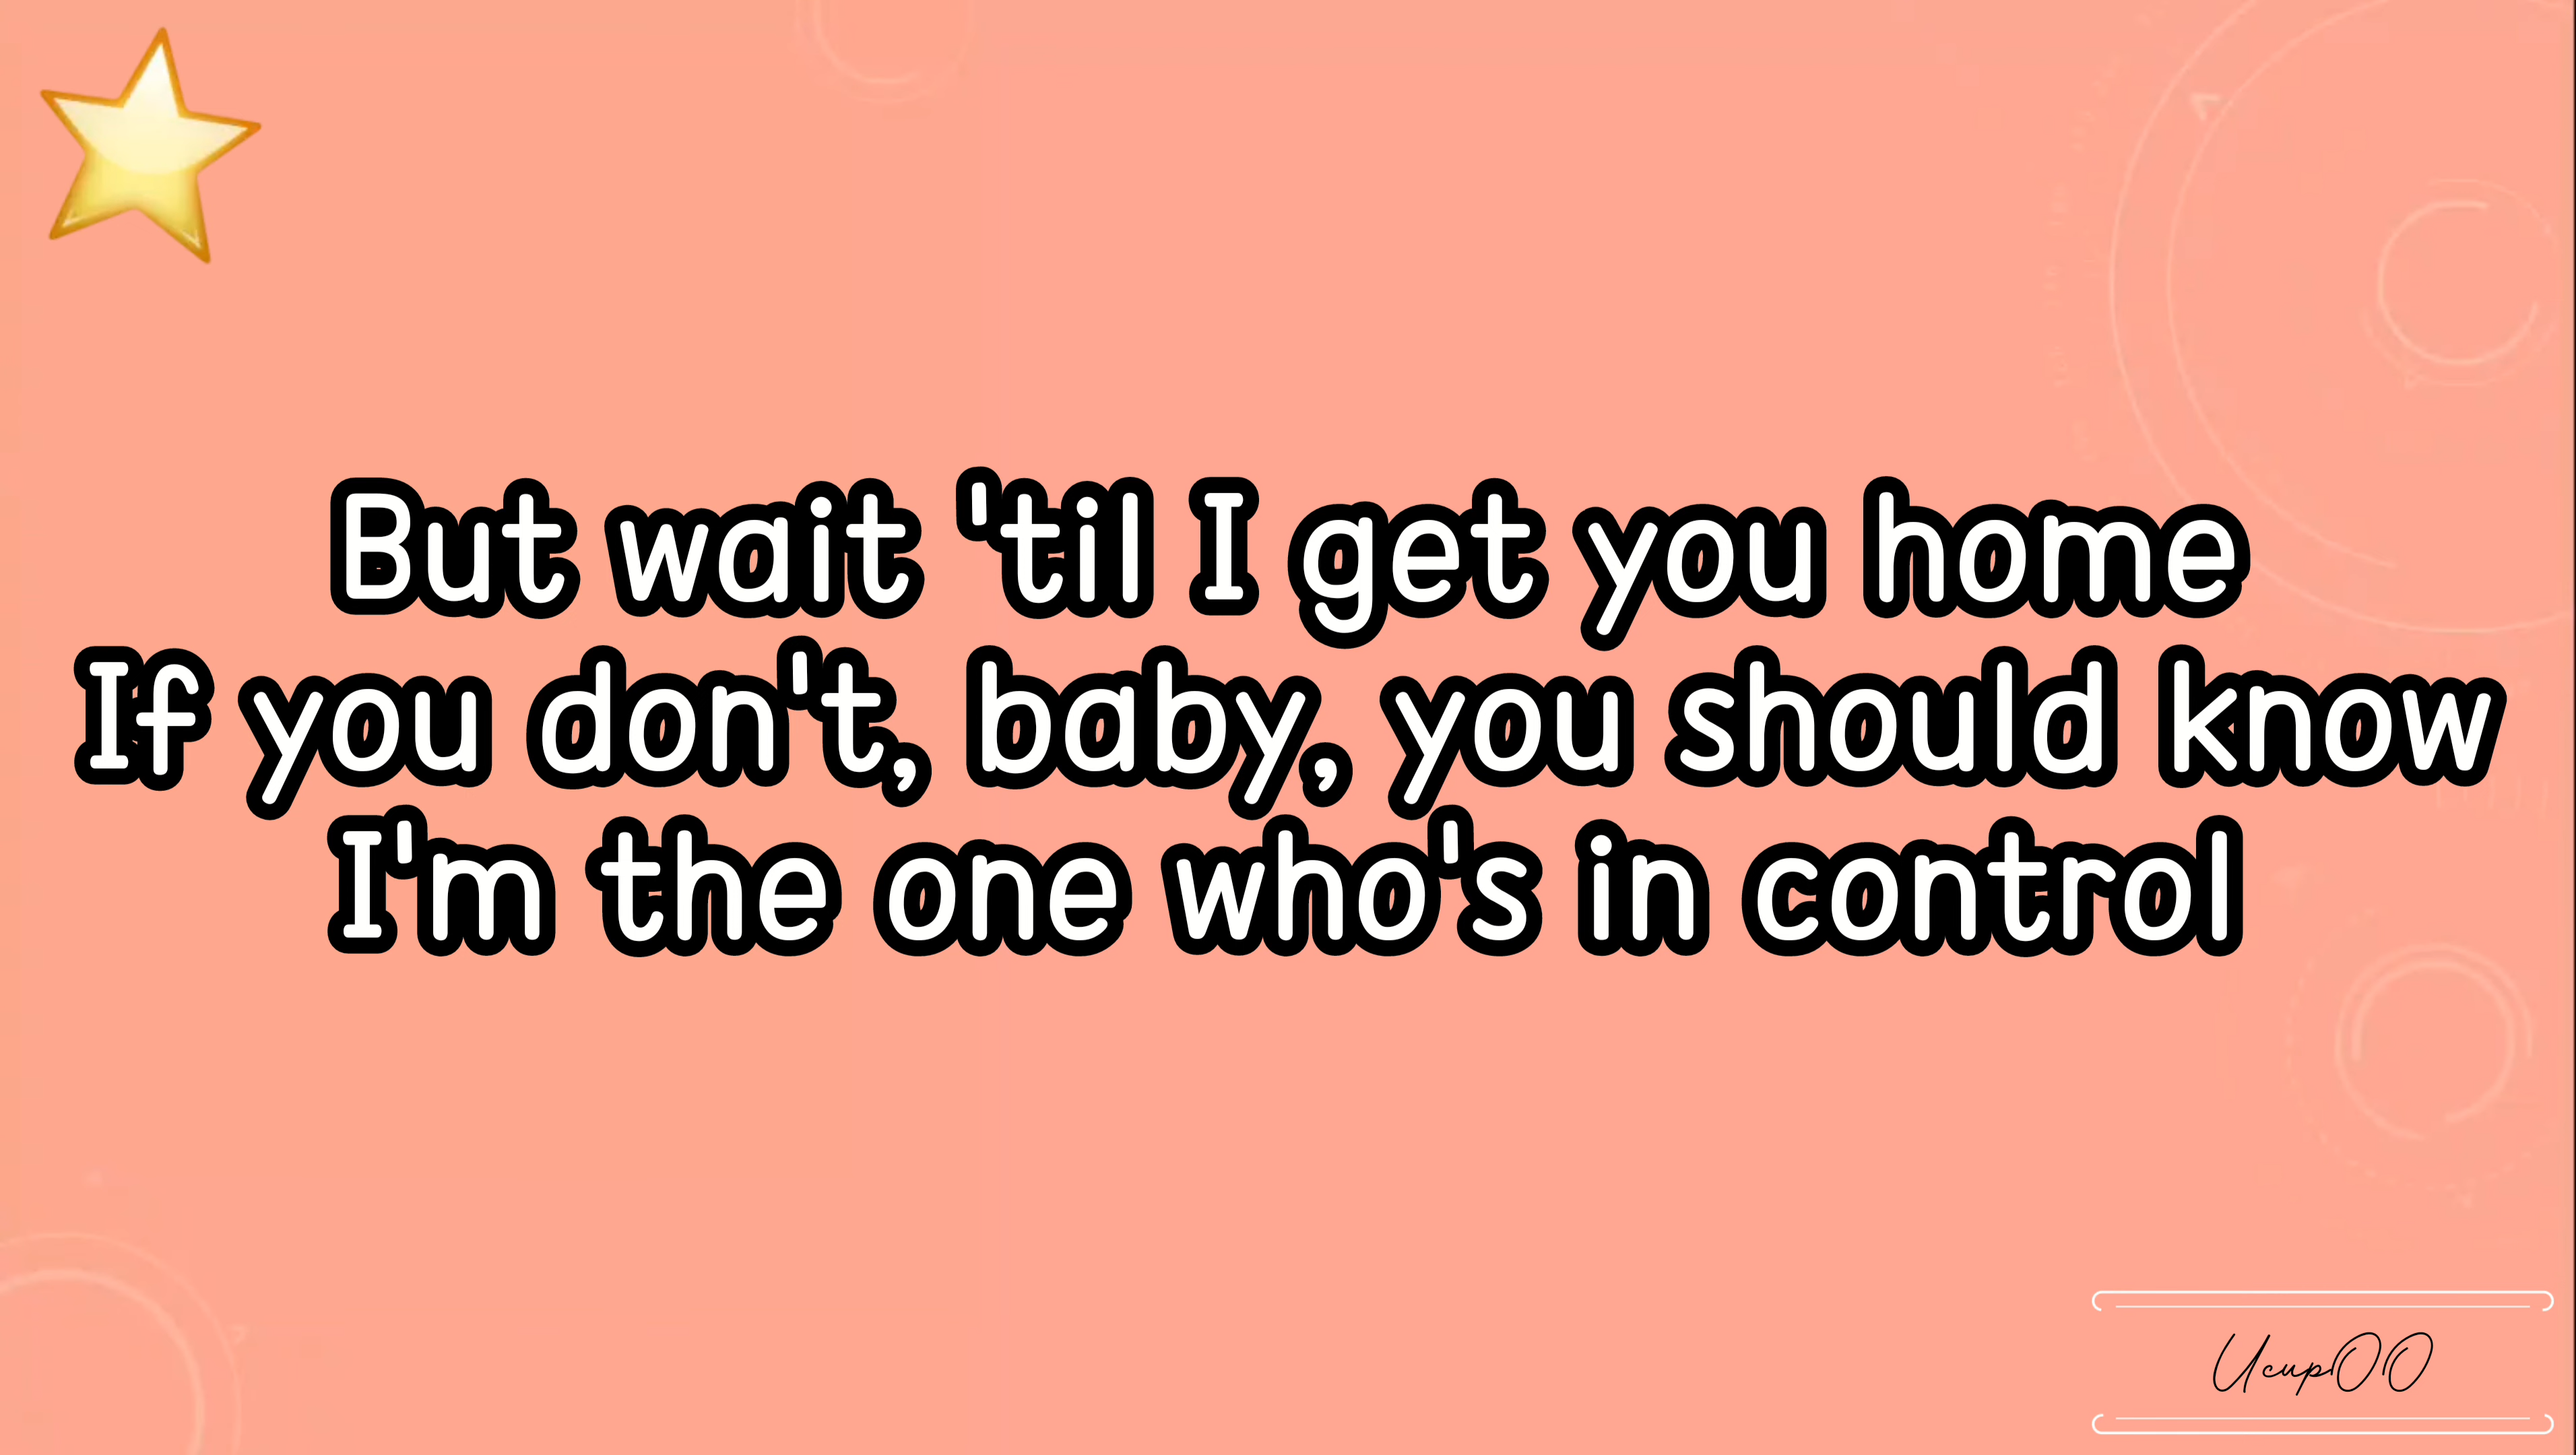 But wait 'til I get you home
If you don't, baby, you should know
I'm the one who's in control
Ucup00